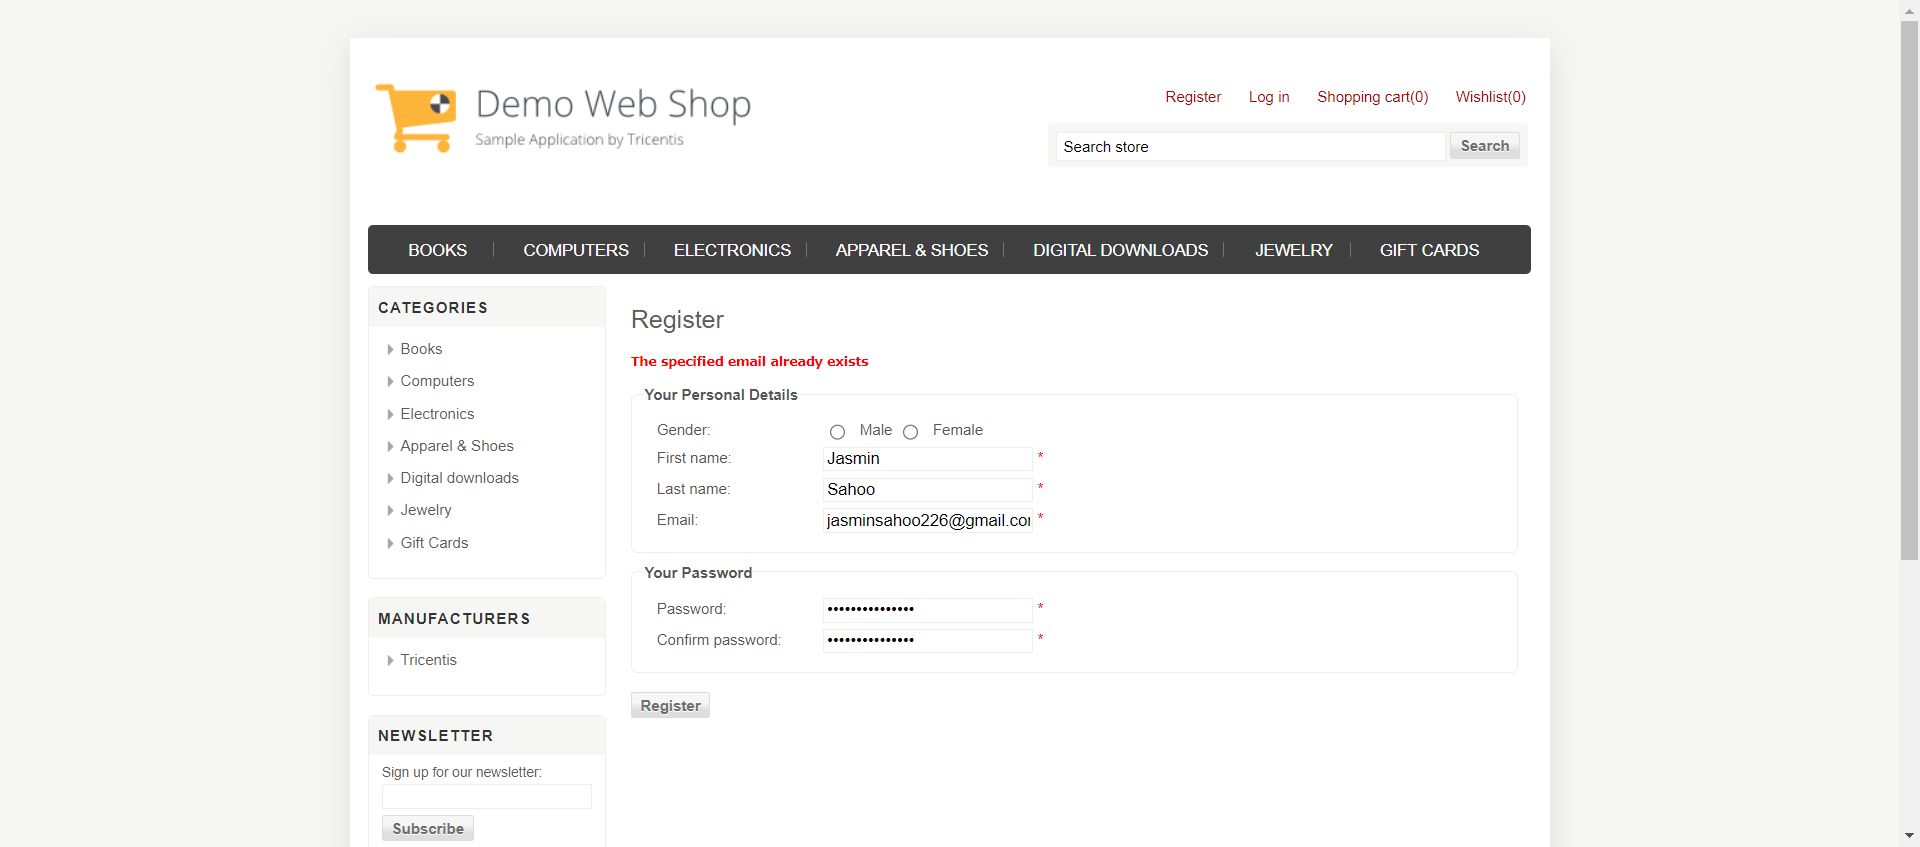 Demo Web Shop
Sample Application by Tricentis
Register Log in Shopping cart(0) Wishlist(0)
Search store Search
BOOKS COMPUTERS ELECTRONICS APPAREL & SHOES DIGITAL DOWNLOADS JEWELRY GIFT CARDS
CATEGORIES
Books
Computers
Electronics
Apparel & Shoes
Digital downloads
Jewelry
Gift Cards
MANUFACTURERS
Tricentis
NEWSLETTER
Sign up for our newsletter:
Subscribe
Register
The specified email already exists
Your Personal Details
Gender: Male Female
First name: Jasmin *
Last name: Sahoo *
Email: jasminsahoo226@gmail.com *
Your Password
Password: ••••••••••••••• *
Confirm password: ••••••••••••••• *
Register